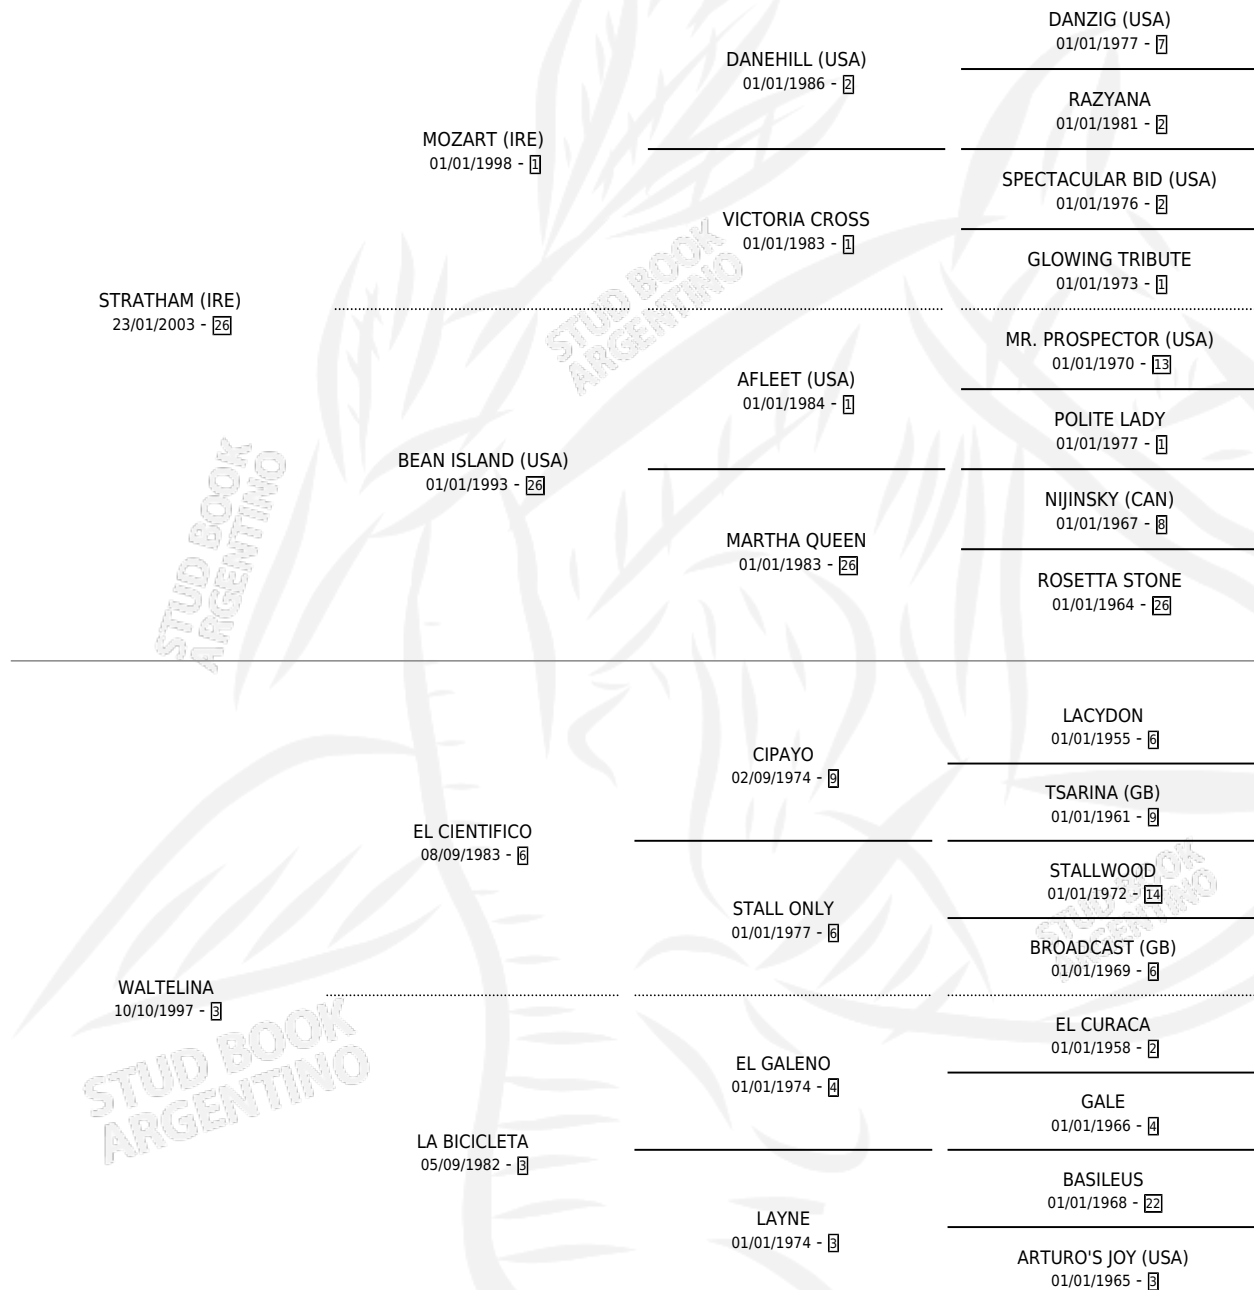 DANZIG (USA)
01/01/1977 - 7
DANEHILL (USA)
01/01/1986 - 2
RAZYANA
01/01/1981 - 2
MOZART (IRE)
01/01/1998 - 1
SPECTACULAR BID (USA)
01/01/1976 - 2
VICTORIA CROSS
01/01/1983 - 1
GLOWING TRIBUTE
01/01/1973 - 1
STRATHAM (IRE)
23/01/2003 - 26
STUD BOOK
ARGENTINO
MR. PROSPECTOR (USA)
01/01/1970 - 13
AFLEET (USA)
01/01/1984 - 1
POLITE LADY
01/01/1977 - 1
BEAN ISLAND (USA)
01/01/1993 - 26
NIJINSKY (CAN)
01/01/1967 - 8
MARTHA QUEEN
01/01/1983 - 26
ROSETTA STONE
01/01/1964 - 26
STUD BOOK
ARGENTINO
LACYDON
01/01/1955 - 6
CIPAYO
02/09/1974 - 9
TSARINA (GB)
01/01/1961 - 9
EL CIENTIFICO
08/09/1983 - 6
STALLWOOD
01/01/1972 - 14
STALL ONLY
01/01/1977 - 6
STUD BOOK
ARGENTINO
BROADCAST (GB)
01/01/1969 - 6
WALTELINA
10/10/1997 - 3
EL CURACA
01/01/1958 - 2
EL GALENO
01/01/1974 - 4
GALE
01/01/1966 - 4
STUD BOOK
ARGENTINO
LA BICICLETA
05/09/1982 - 3
BASILEUS
01/01/1968 - 22
LAYNE
01/01/1974 - 3
ARTURO'S JOY (USA)
01/01/1965 - 3